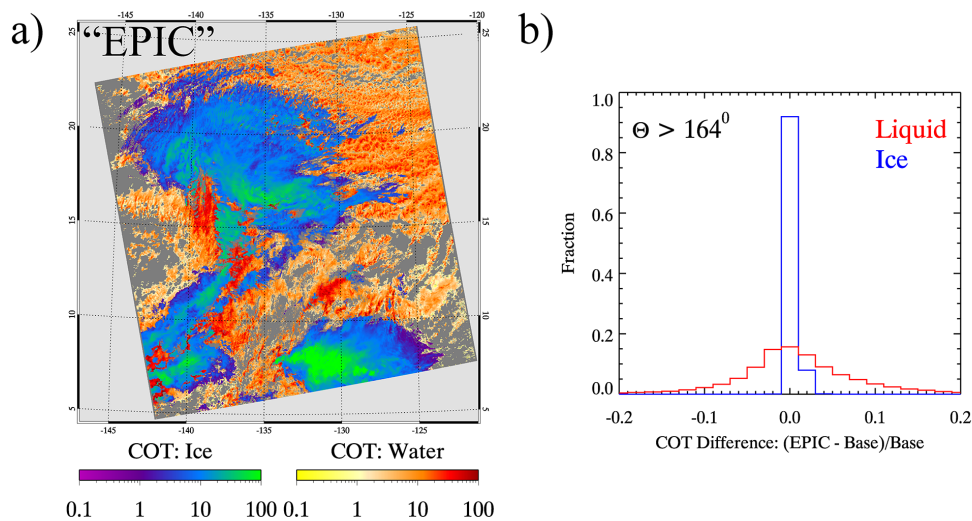 a)
“EPIC”
-145
-140
-135
-130
-125
-120
25
25
20
20
15
15
10
10
5
5
-145
-140
-135
-130
-125
-120
COT: Ice
COT: Water
0.1 1 10 100
0.1 1 10 100
b)
1.0
0.8
0.6
0.4
0.2
0.0
Fraction
Θ > 164⁰
Liquid
Ice
-0.2 -0.1 0.0 0.1 0.2
COT Difference: (EPIC - Base)/Base